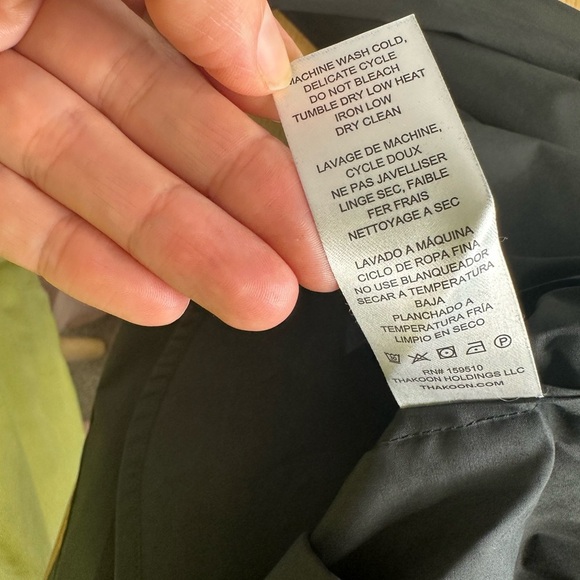 MACHINE WASH COLD,
DELICATE CYCLE
DO NOT BLEACH
TUMBLE DRY LOW HEAT
IRON LOW
DRY CLEAN
LAVAGE DE MACHINE,
CYCLE DOUX
NE PAS JAVELLISER
LINGE SEC, FAIBLE
FER FRAIS
NETTOYAGE A SEC
LAVADO A MÁQUINA
CICLO DE ROPA FINA
NO USE BLANQUEADOR
SECAR A TEMPERATURA
BAJA
PLANCHADO A
TEMPERATURA FRÍA
LIMPIO EN SECO
P
RN# 159510
THAKOON HOLDINGS LLC
THAKOON.COM